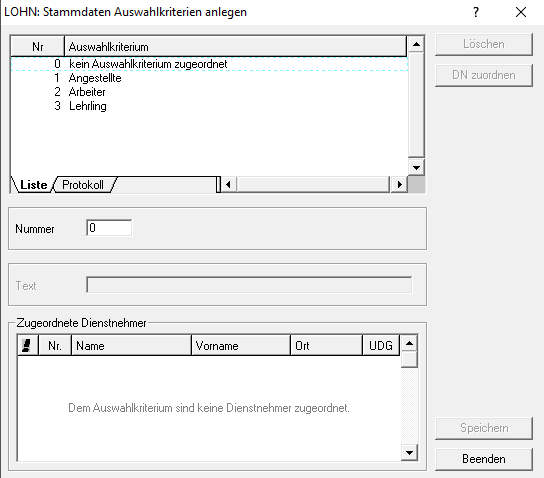 LOHN: Stammdaten Auswahlkriterien anlegen ? ×
Nr Auswahlkriterium
0 kein Auswahlkriterium zugeordnet
1 Angestellte
2 Arbeiter
3 Lehrling
Liste Protokoll
Löschen
DN zuordnen
Nummer 0
Text
Zugeordnete Dienstnehmer
Nr. Name Vorname Ort UDG
Dem Auswahlkriterium sind keine Dienstnehmer zugeordnet.
Speichern
Beenden